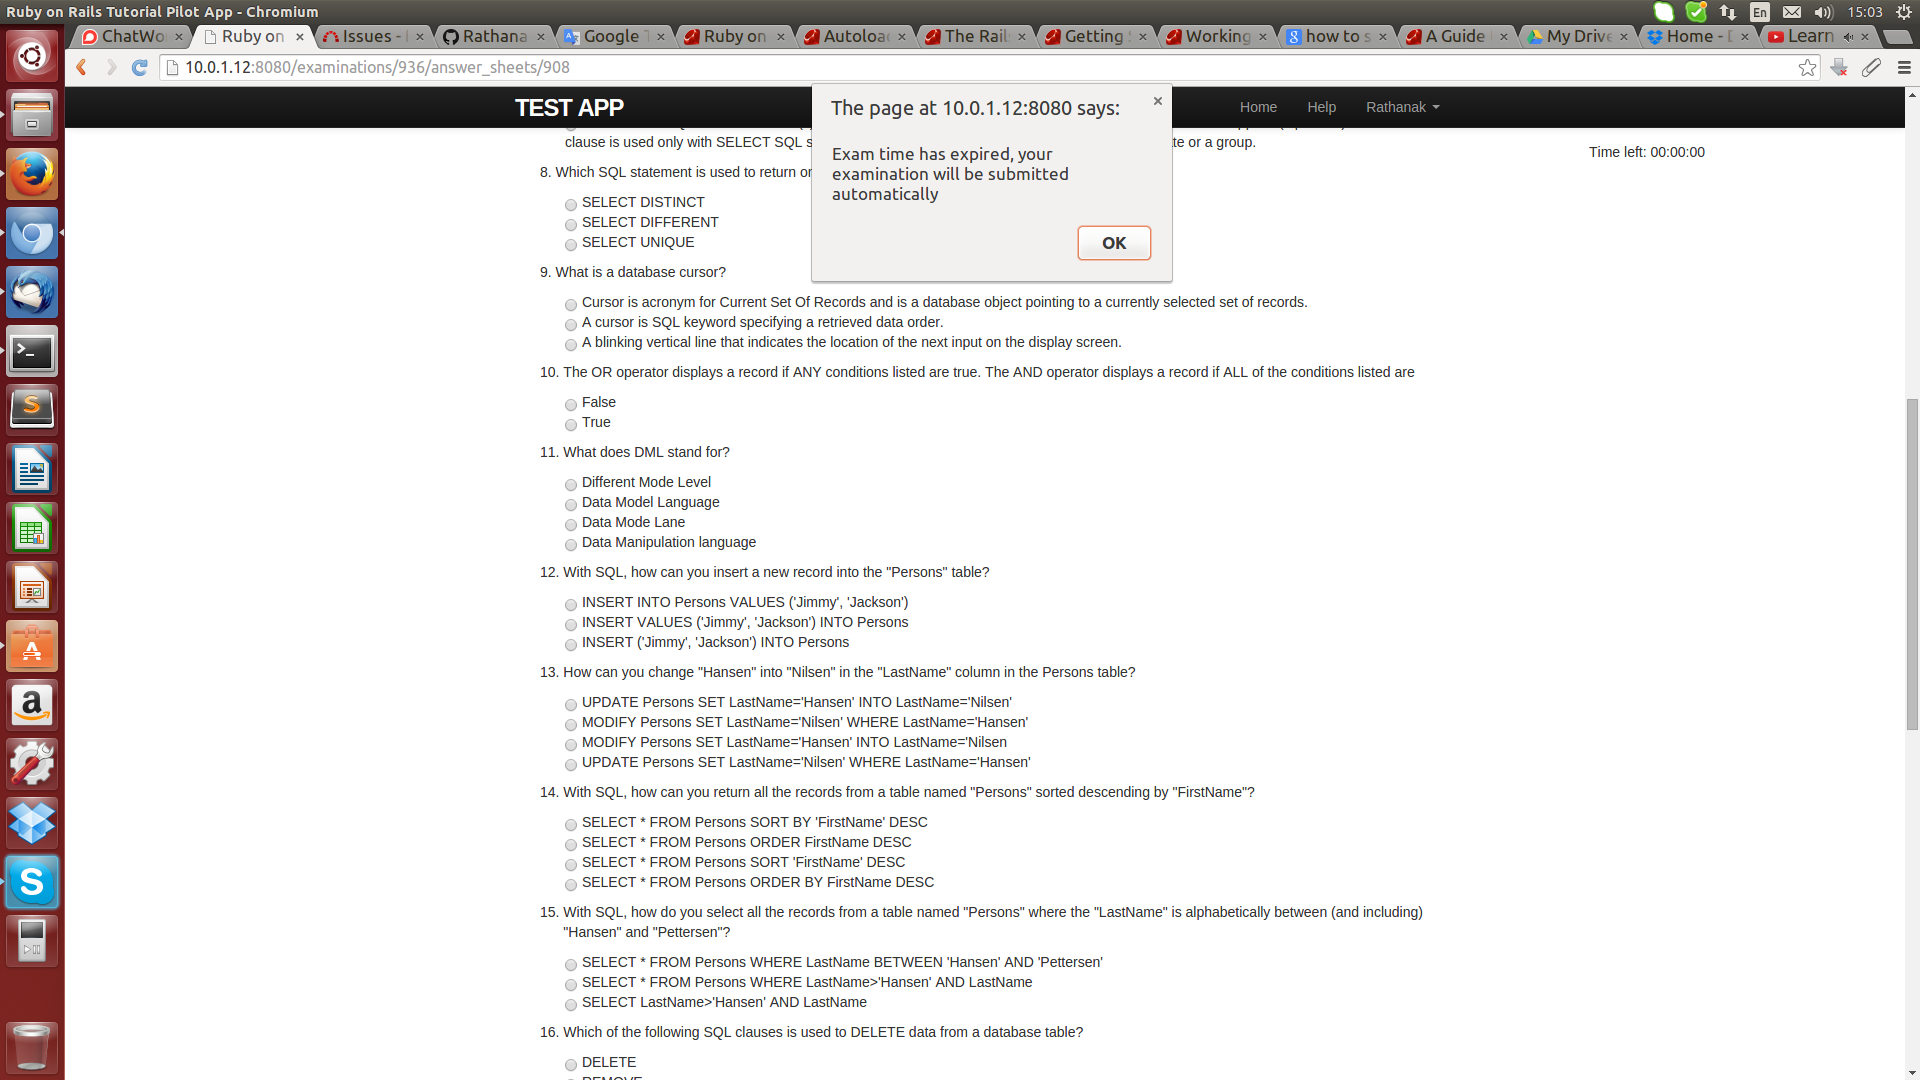 Ruby on Rails Tutorial Pilot App - Chromium
En
15:03
ChatWo
Ruby on
Issues -
Rathana
Google T
Ruby on
Autoload
The Rails
Getting
Working
how to s
A Guide
My Drive
Home - D
Learn
10.0.1.12:8080/examinations/936/answer_sheets/908
TEST APP
Home
Help
Rathanak
The page at 10.0.1.12:8080 says:
Exam time has expired, your
examination will be submitted
automatically
OK
Time left: 00:00:00
clause is used only with SELECT SQL s
te or a group.
8. Which SQL statement is used to return on
SELECT DISTINCT
SELECT DIFFERENT
SELECT UNIQUE
9. What is a database cursor?
Cursor is acronym for Current Set Of Records and is a database object pointing to a currently selected set of records.
A cursor is SQL keyword specifying a retrieved data order.
A blinking vertical line that indicates the location of the next input on the display screen.
10. The OR operator displays a record if ANY conditions listed are true. The AND operator displays a record if ALL of the conditions listed are
False
True
11. What does DML stand for?
Different Mode Level
Data Model Language
Data Mode Lane
Data Manipulation language
12. With SQL, how can you insert a new record into the "Persons" table?
INSERT INTO Persons VALUES ('Jimmy', 'Jackson')
INSERT VALUES ('Jimmy', 'Jackson') INTO Persons
INSERT ('Jimmy', 'Jackson') INTO Persons
13. How can you change "Hansen" into "Nilsen" in the "LastName" column in the Persons table?
UPDATE Persons SET LastName='Hansen' INTO LastName='Nilsen'
MODIFY Persons SET LastName='Nilsen' WHERE LastName='Hansen'
MODIFY Persons SET LastName='Hansen' INTO LastName='Nilsen
UPDATE Persons SET LastName='Nilsen' WHERE LastName='Hansen'
14. With SQL, how can you return all the records from a table named "Persons" sorted descending by "FirstName"?
SELECT * FROM Persons SORT BY 'FirstName' DESC
SELECT * FROM Persons ORDER FirstName DESC
SELECT * FROM Persons SORT 'FirstName' DESC
SELECT * FROM Persons ORDER BY FirstName DESC
15. With SQL, how do you select all the records from a table named "Persons" where the "LastName" is alphabetically between (and including)
"Hansen" and "Pettersen"?
SELECT * FROM Persons WHERE LastName BETWEEN 'Hansen' AND 'Pettersen'
SELECT * FROM Persons WHERE LastName>'Hansen' AND LastName
SELECT LastName>'Hansen' AND LastName
16. Which of the following SQL clauses is used to DELETE data from a database table?
DELETE
REMOVE